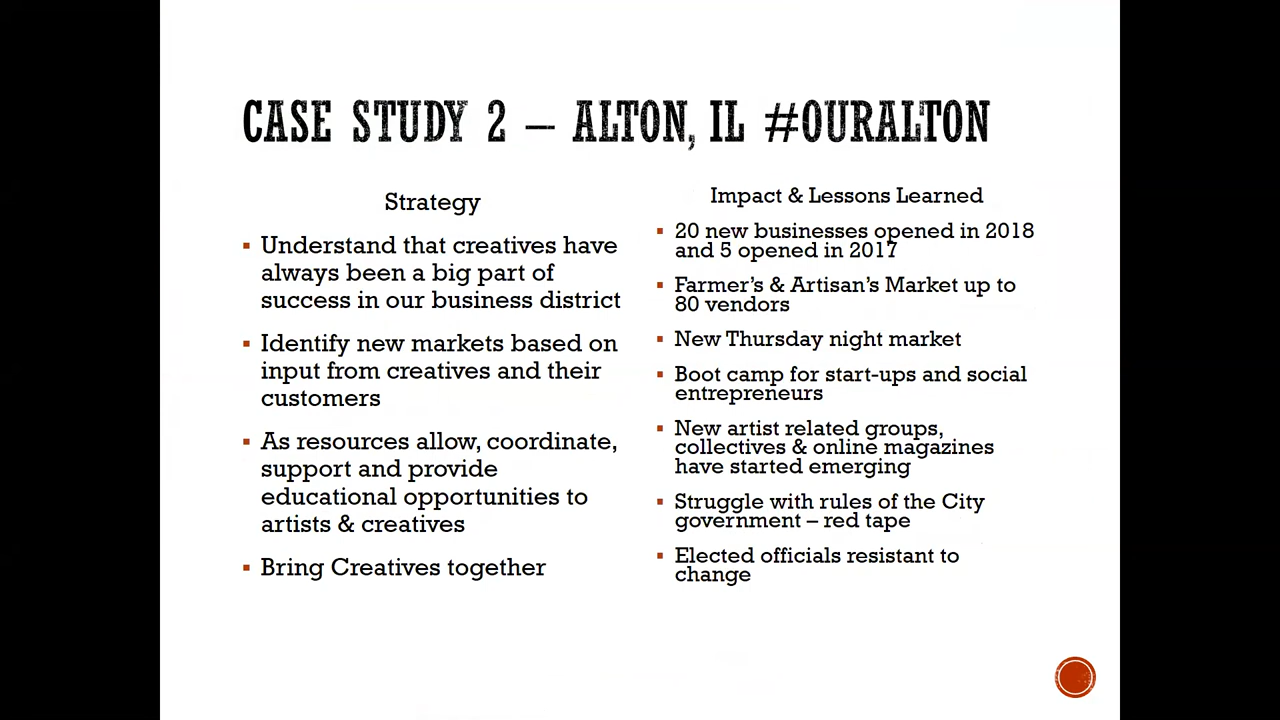 CASE STUDY 2 – ALTON, IL #OURALTON
Strategy
▪ Understand that creatives have
always been a big part of
success in our business district
▪ Identify new markets based on
input from creatives and their
customers
▪ As resources allow, coordinate,
support and provide
educational opportunities to
artists & creatives
▪ Bring Creatives together
Impact & Lessons Learned
▪ 20 new businesses opened in 2018
and 5 opened in 2017
▪ Farmer’s & Artisan’s Market up to
80 vendors
▪ New Thursday night market
▪ Boot camp for start-ups and social
entrepreneurs
▪ New artist related groups,
collectives & online magazines
have started emerging
▪ Struggle with rules of the City
government – red tape
▪ Elected officials resistant to
change